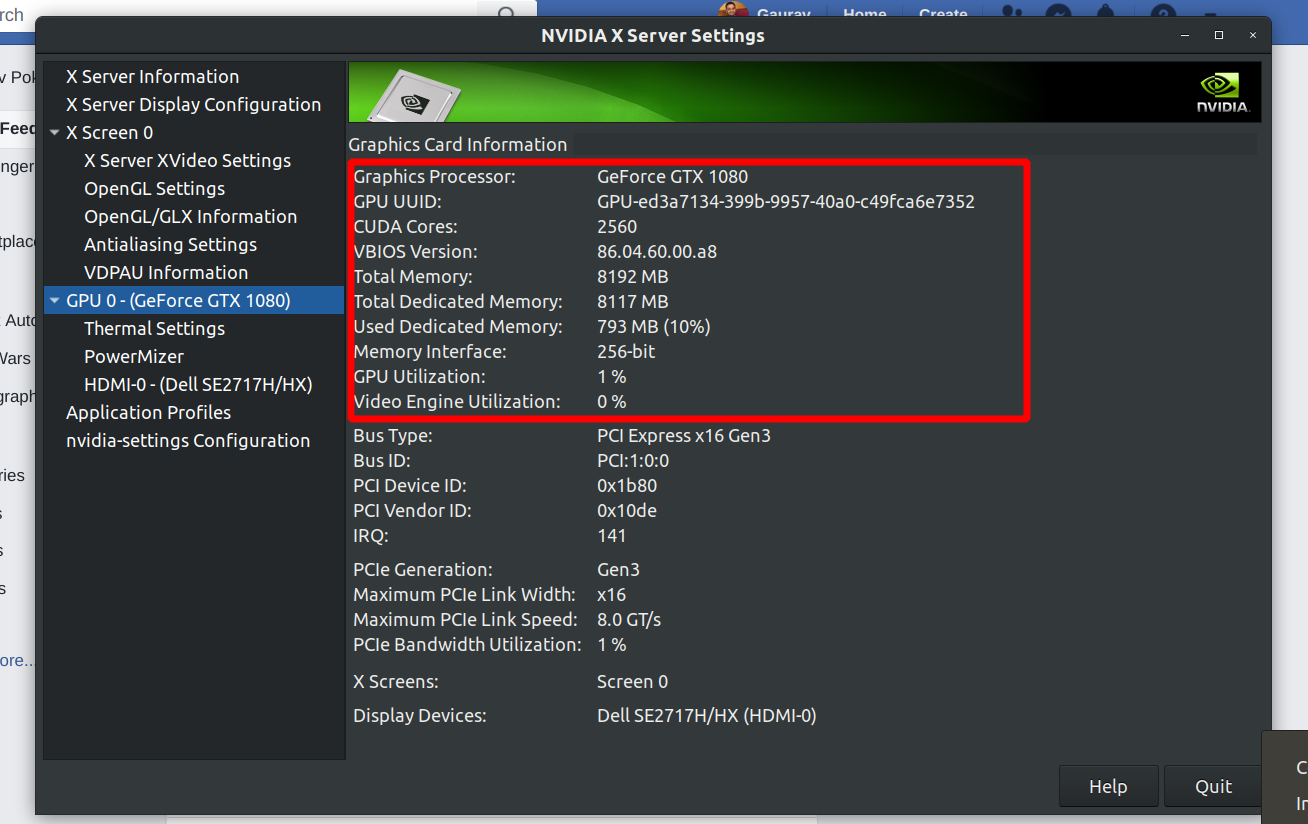 rch
Gaurav Home Create
NVIDIA X Server Settings
v Pok
Feed
nger
tplace
Auto
Wars
graph
ries
s
s
s
ore...
X Server Information
X Server Display Configuration
X Screen 0
X Server XVideo Settings
OpenGL Settings
OpenGL/GLX Information
Antialiasing Settings
VDPAU Information
GPU 0 - (GeForce GTX 1080)
Thermal Settings
PowerMizer
HDMI-0 - (Dell SE2717H/HX)
Application Profiles
nvidia-settings Configuration
NVIDIA.
Graphics Card Information
Graphics Processor: GeForce GTX 1080
GPU UUID: GPU-ed3a7134-399b-9957-40a0-c49fca6e7352
CUDA Cores: 2560
VBIOS Version: 86.04.60.00.a8
Total Memory: 8192 MB
Total Dedicated Memory: 8117 MB
Used Dedicated Memory: 793 MB (10%)
Memory Interface: 256-bit
GPU Utilization: 1 %
Video Engine Utilization: 0 %
Bus Type: PCI Express x16 Gen3
Bus ID: PCI:1:0:0
PCI Device ID: 0x1b80
PCI Vendor ID: 0x10de
IRQ: 141
PCIe Generation: Gen3
Maximum PCIe Link Width: x16
Maximum PCIe Link Speed: 8.0 GT/s
PCIe Bandwidth Utilization: 1 %
X Screens: Screen 0
Display Devices: Dell SE2717H/HX (HDMI-0)
Help Quit